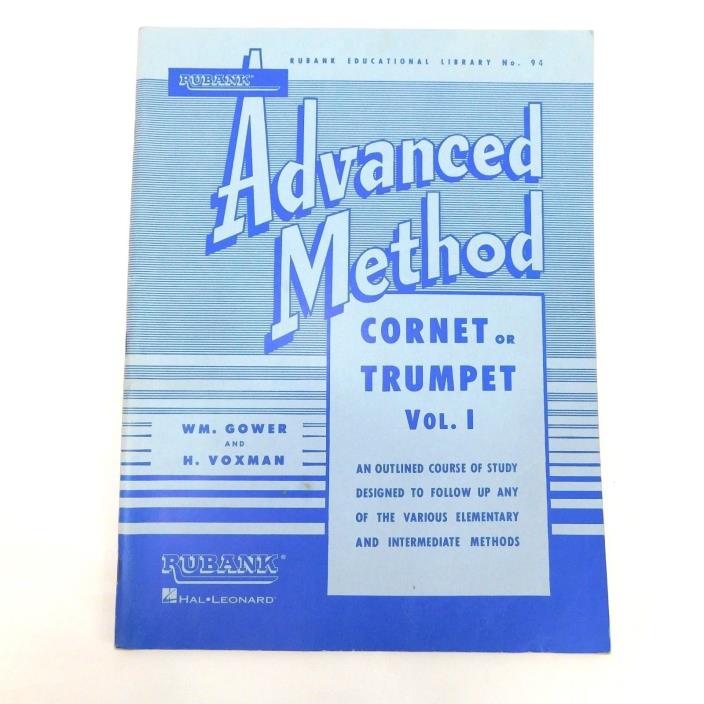 RUBANK EDUCATIONAL LIBRARY No. 94
RUBANK®
Advanced
Method
CORNET OR
TRUMPET
VOL. I
WM. GOWER
AND
H. VOXMAN
AN OUTLINED COURSE OF STUDY
DESIGNED TO FOLLOW UP ANY
OF THE VARIOUS ELEMENTARY
AND INTERMEDIATE METHODS
RUBANK®
HAL•LEONARD®